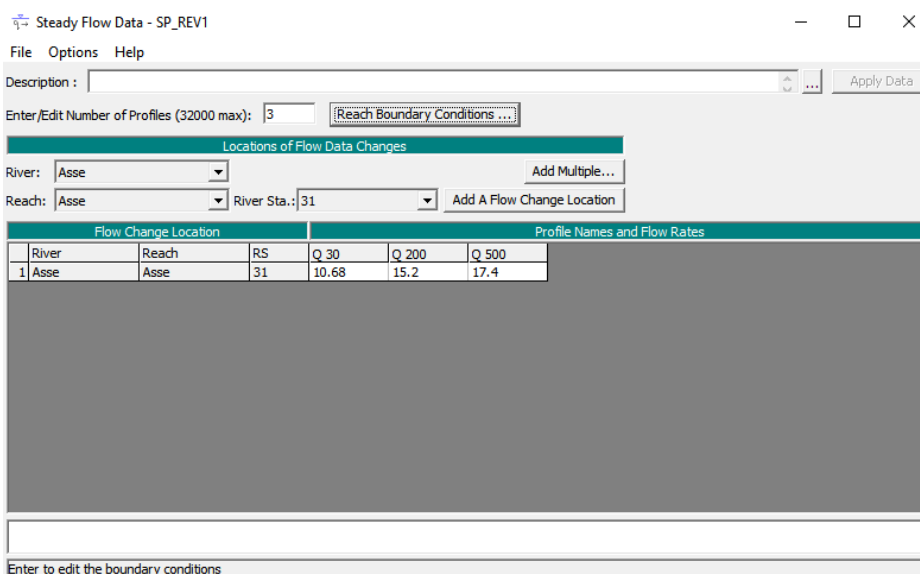 Steady Flow Data - SP_REV1
File Options Help
Description : ... Apply Data
Enter/Edit Number of Profiles (32000 max): 3 Reach Boundary Conditions ...
Locations of Flow Data Changes
River: Asse Add Multiple...
Reach: Asse River Sta.: 31 Add A Flow Change Location
Flow Change Location Profile Names and Flow Rates
River Reach RS Q 30 Q 200 Q 500
1 Asse Asse 31 10.68 15.2 17.4
Enter to edit the boundary conditions